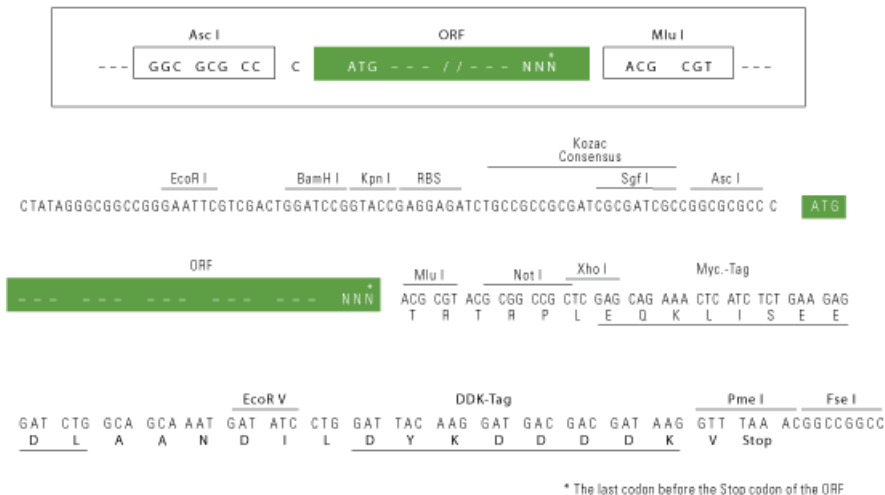 Asc I ORF Mlu I
*
--- GGC GCG CC C ATG --- // --- NNN ACG CGT ---
Kozac
Consensus
EcoR I BamH I Kpn I RBS Sgf I Asc I
CTATAGGGCGGCCGGGAATTCGTCGACTGGATCCGGTACCGAGGAGATCTGCCGCCGCGATCGCGATCGCCGGCGCGCC C ATG
ORF
Mlu I Not I Xho I Myc.-Tag
*
--- --- --- --- --- NNN ACG CGT ACG CGG CCG CTC GAG CAG AAA CTC ATC TCT GAA GAG
T R T R P L E Q K L I S E E
EcoR V DDK-Tag Pme I Fse I
GAT CTG GCA GCA AAT GAT ATC CTG GAT TAC AAG GAT GAC GAC GAT AAG GTT TAA ACGGCCGGCC
D L A A N D I L D Y K D D D D K V Stop
* The last codon before the Stop codon of the ORF